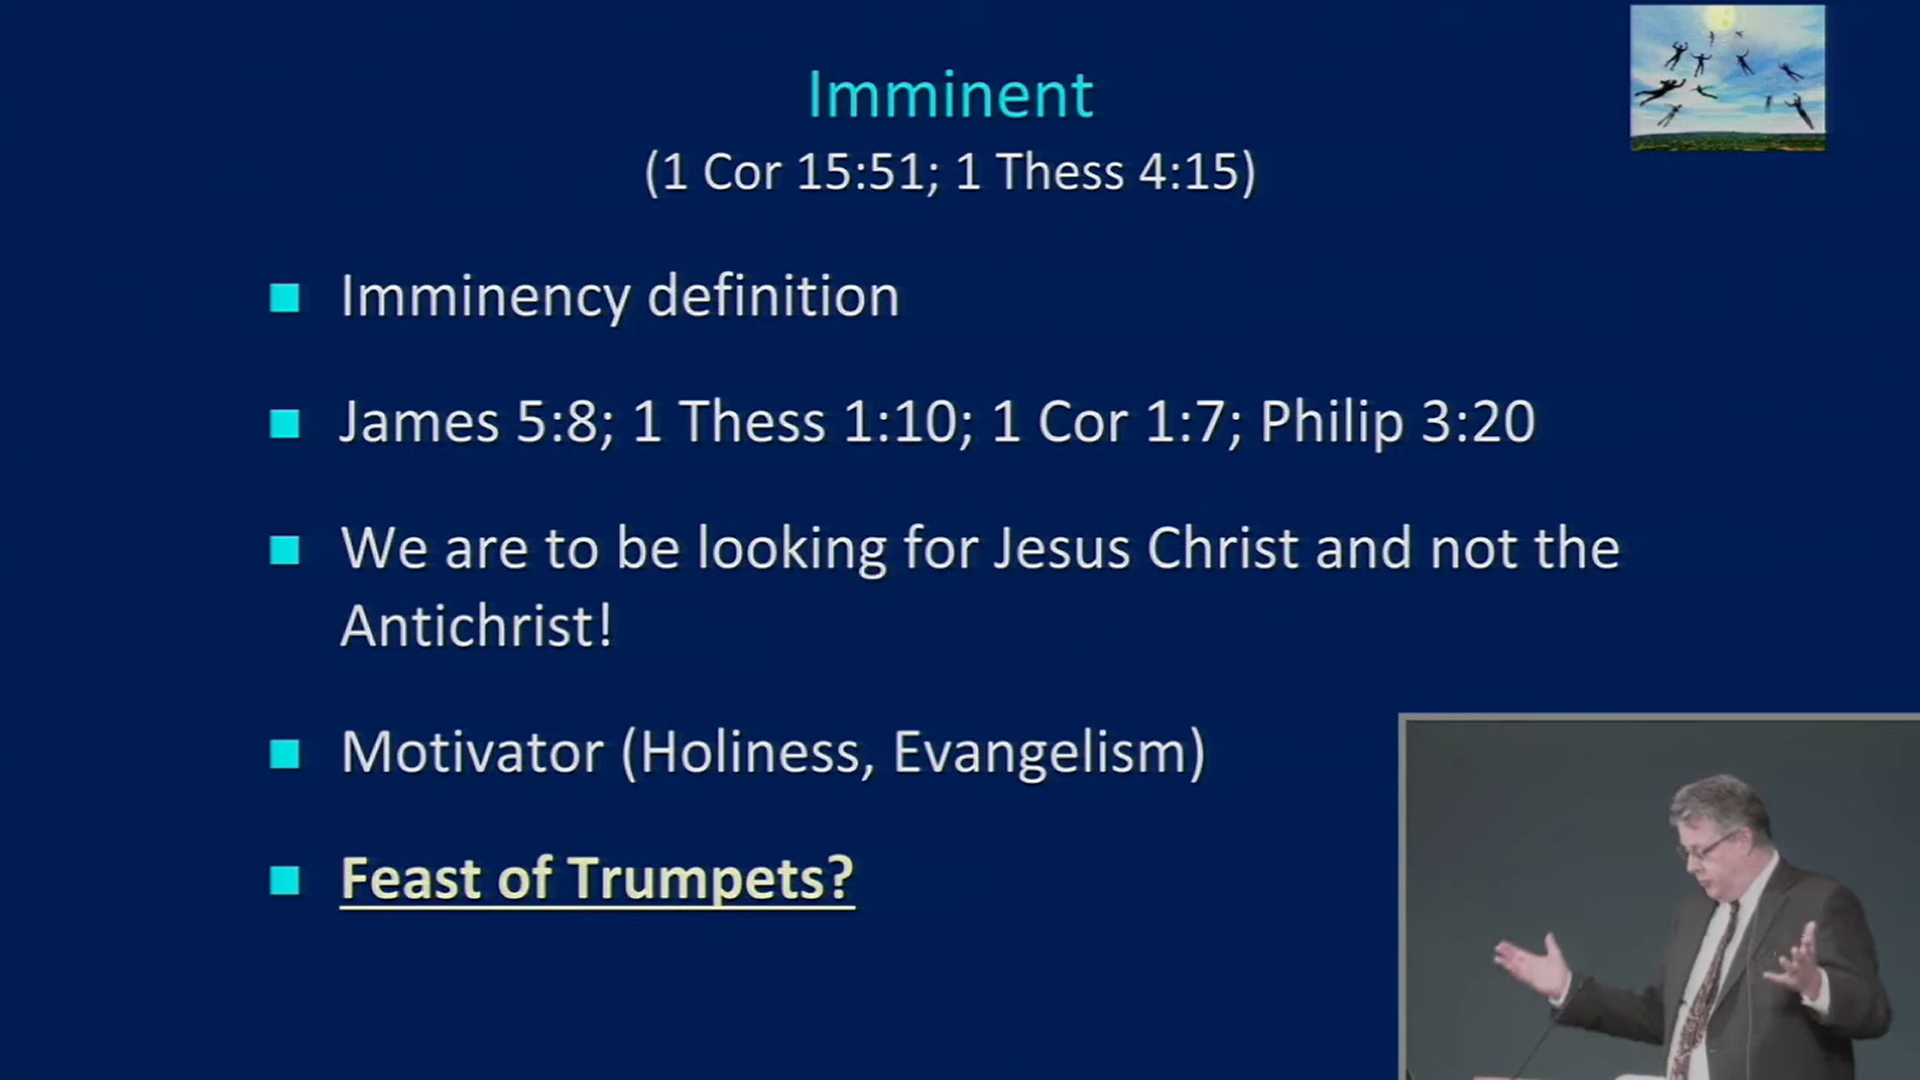 Imminent
(1 Cor 15:51; 1 Thess 4:15)
Imminency definition
James 5:8; 1 Thess 1:10; 1 Cor 1:7; Philip 3:20
We are to be looking for Jesus Christ and not the
Antichrist!
Motivator (Holiness, Evangelism)
Feast of Trumpets?